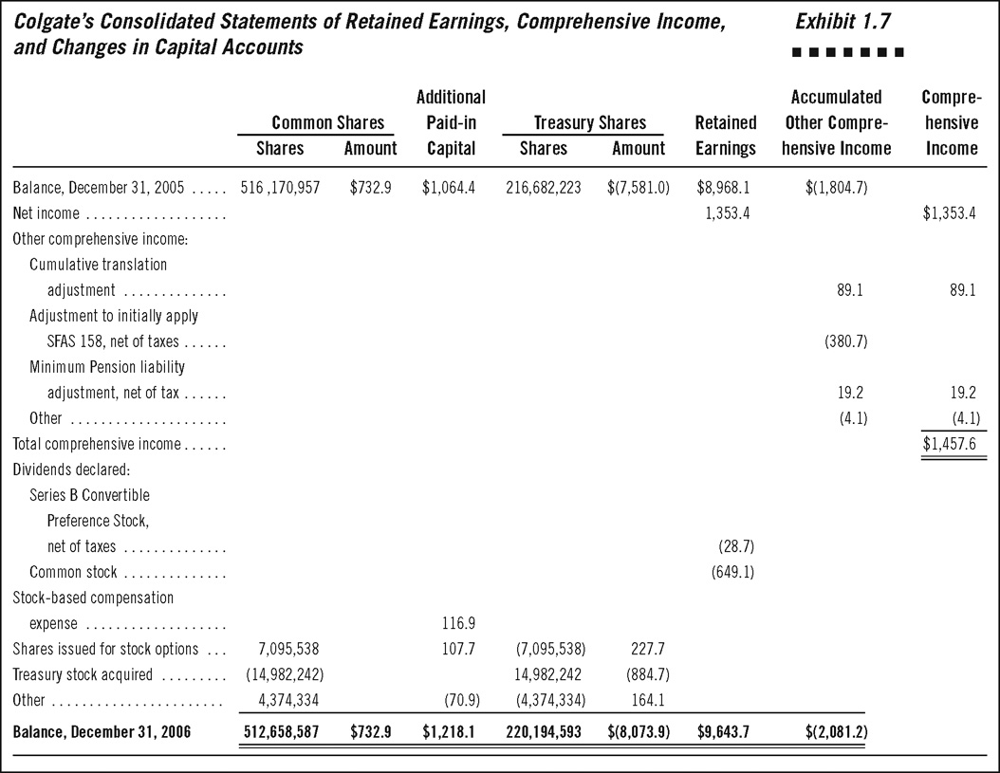 Colgate's Consolidated Statements of Retained Earnings, Comprehensive Income, Exhibit 1.7
and Changes in Capital Accounts
Additional Accumulated Compre-
Common Shares Paid-in Treasury Shares Retained Other Compre- hensive
Shares Amount Capital Shares Amount Earnings hensive Income Income
Balance, December 31, 2005 ..... 516 ,170,957 $732.9 $1,064.4 216,682,223 $(7,581.0) $8,968.1 $(1,804.7)
Net income ................... 1,353.4 $1,353.4
Other comprehensive income:
Cumulative translation
adjustment .............. 89.1 89.1
Adjustment to initially apply
SFAS 158, net of taxes ...... (380.7)
Minimum Pension liability
adjustment, net of tax ...... 19.2 19.2
Other ..................... (4.1) (4.1)
Total comprehensive income ...... $1,457.6
Dividends declared:
Series B Convertible
Preference Stock,
net of taxes .............. (28.7)
Common stock .............. (649.1)
Stock-based compensation
expense ................... 116.9
Shares issued for stock options ... 7,095,538 107.7 (7,095,538) 227.7
Treasury stock acquired ......... (14,982,242) 14,982,242 (884.7)
Other ....................... 4,374,334 (70.9) (4,374,334) 164.1
Balance, December 31, 2006 512,658,587 $732.9 $1,218.1 220,194,593 $(8,073.9) $9,643.7 $(2,081.2)